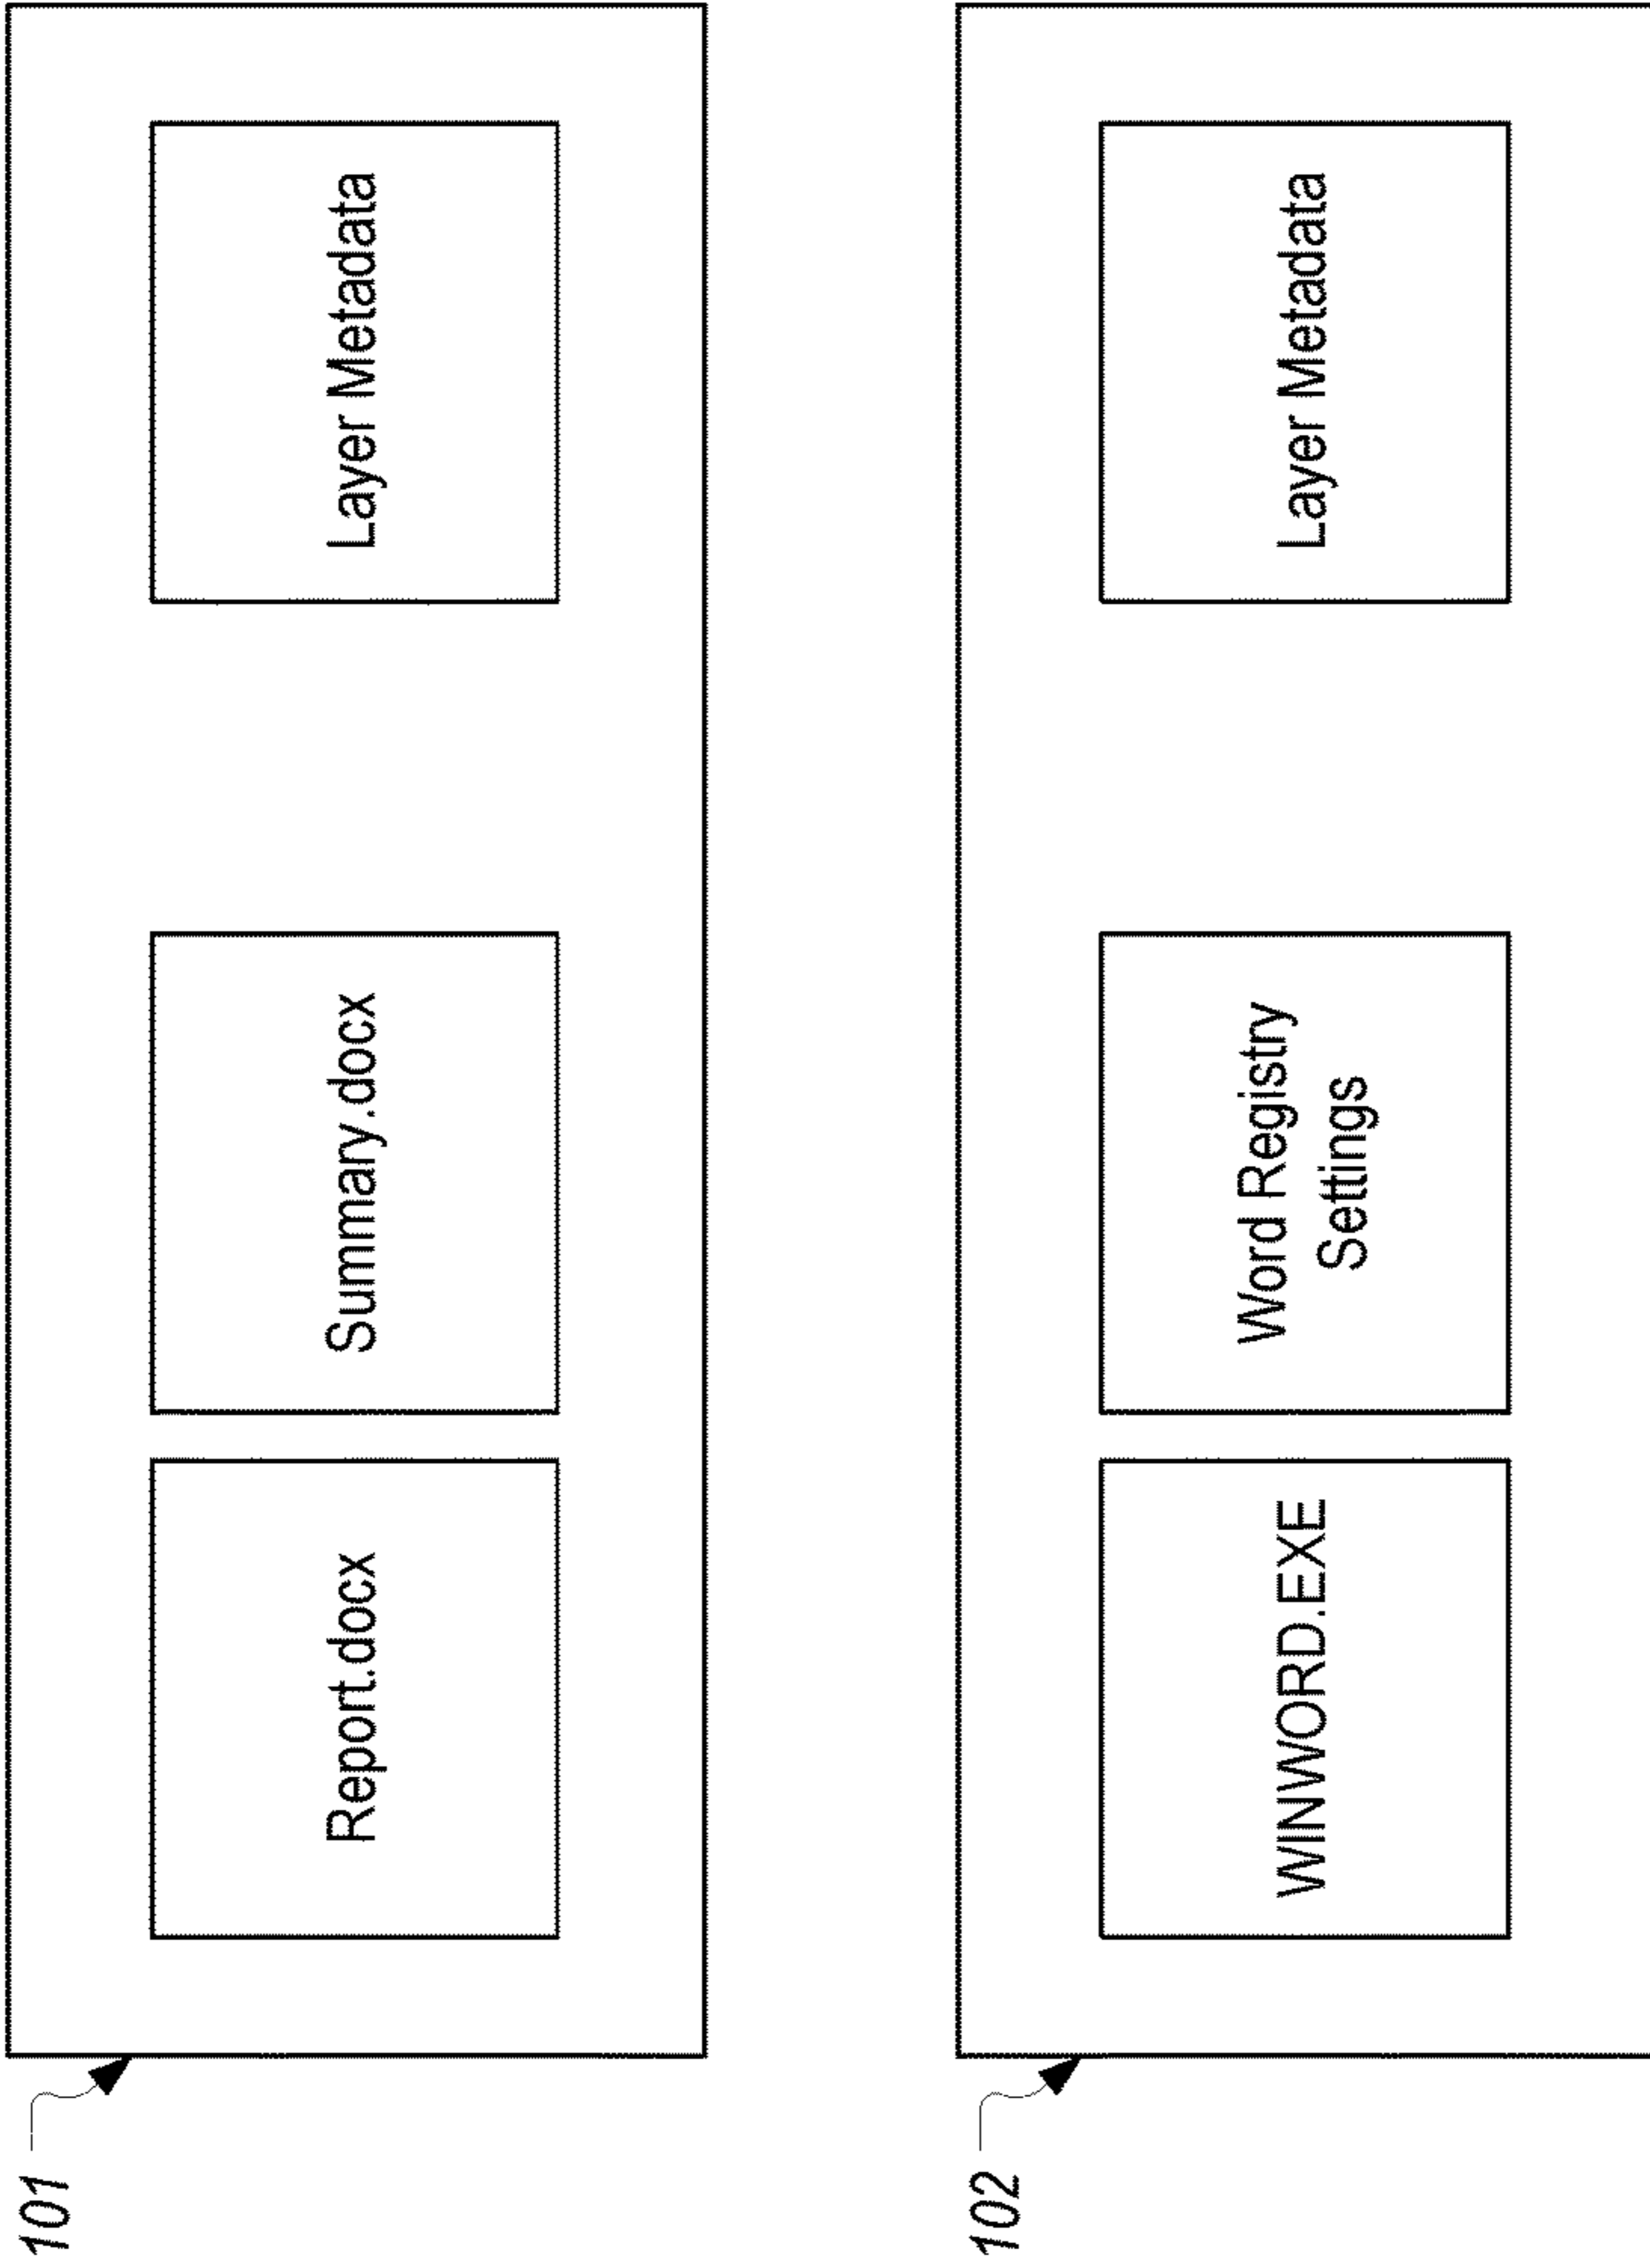 101
Report.docx
Summary.docx
Layer Metadata
102
WINWORD.EXE
Word Registry
Settings
Layer Metadata